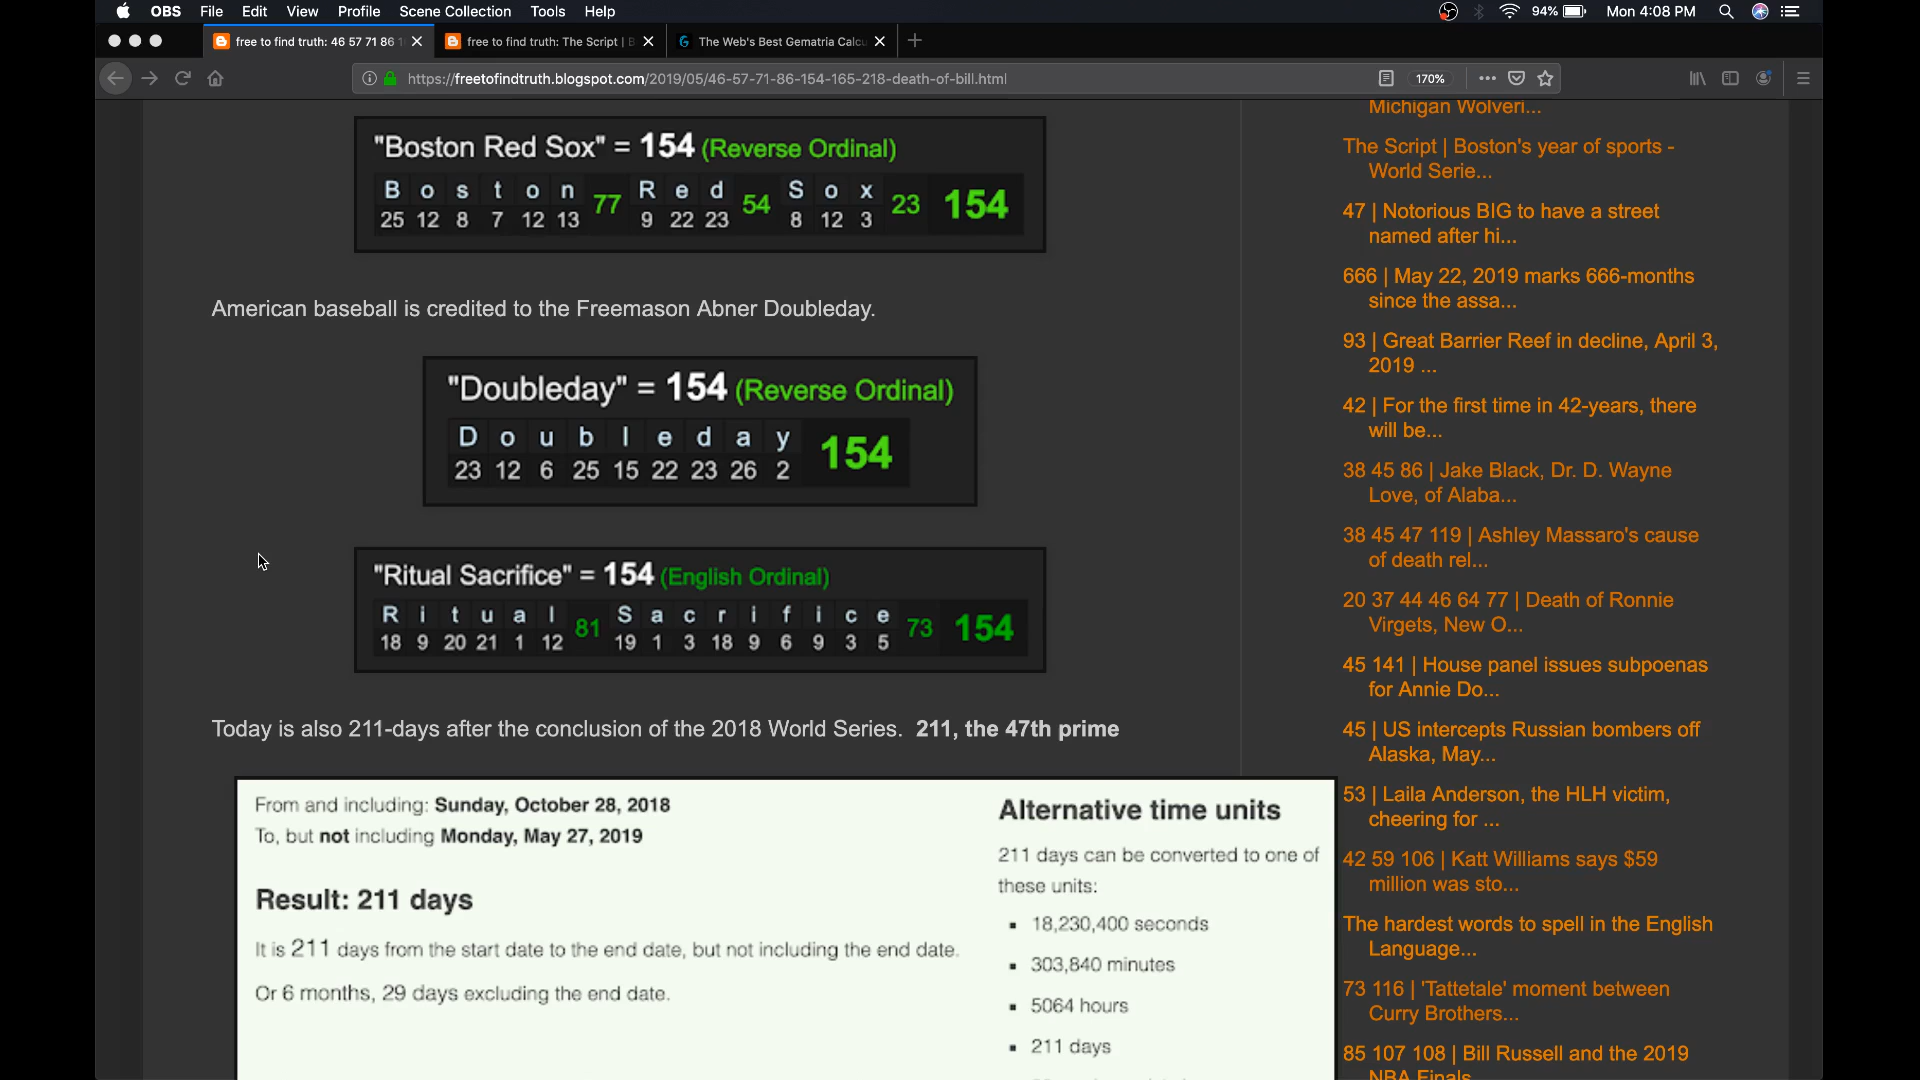 OBS File Edit View Profile Scene Collection Tools Help
94% Mon 4:08 PM
free to find truth: 46 57 71 86
free to find truth: The Script |
The Web's Best Gematria Calcu
https://freetofindtruth.blogspot.com/2019/05/46-57-71-86-154-165-218-death-of-bill.html
170%
"Boston Red Sox" = 154 (Reverse Ordinal)
B o s t o n 77 R e d 54 S o x 23 154
25 12 8 7 12 13 9 22 23 8 12 3
American baseball is credited to the Freemason Abner Doubleday.
"Doubleday" = 154 (Reverse Ordinal)
D o u b l e d a y 154
23 12 6 25 15 22 23 26 2
"Ritual Sacrifice" = 154 (English Ordinal)
R i t u a l 81 S a c r i f i c e 73 154
18 9 20 21 1 12 19 1 3 18 9 6 9 3 5
Today is also 211-days after the conclusion of the 2018 World Series. 211, the 47th prime
From and including: Sunday, October 28, 2018
To, but not including Monday, May 27, 2019
Result: 211 days
It is 211 days from the start date to the end date, but not including the end date.
Or 6 months, 29 days excluding the end date.
Alternative time units
211 days can be converted to one of
these units:
18,230,400 seconds
303,840 minutes
5064 hours
211 days
Michigan Wolveri...
The Script | Boston's year of sports -
World Serie...
47 | Notorious BIG to have a street
named after hi...
666 | May 22, 2019 marks 666-months
since the assa...
93 | Great Barrier Reef in decline, April 3,
2019 ...
42 | For the first time in 42-years, there
will be...
38 45 86 | Jake Black, Dr. D. Wayne
Love, of Alaba...
38 45 47 119 | Ashley Massaro's cause
of death rel...
20 37 44 46 64 77 | Death of Ronnie
Virgets, New O...
45 141 | House panel issues subpoenas
for Annie Do...
45 | US intercepts Russian bombers off
Alaska, May...
53 | Laila Anderson, the HLH victim,
cheering for ...
42 59 106 | Katt Williams says $59
million was sto...
The hardest words to spell in the English
Language...
73 116 | 'Tattetale' moment between
Curry Brothers...
85 107 108 | Bill Russell and the 2019
NBA Finals